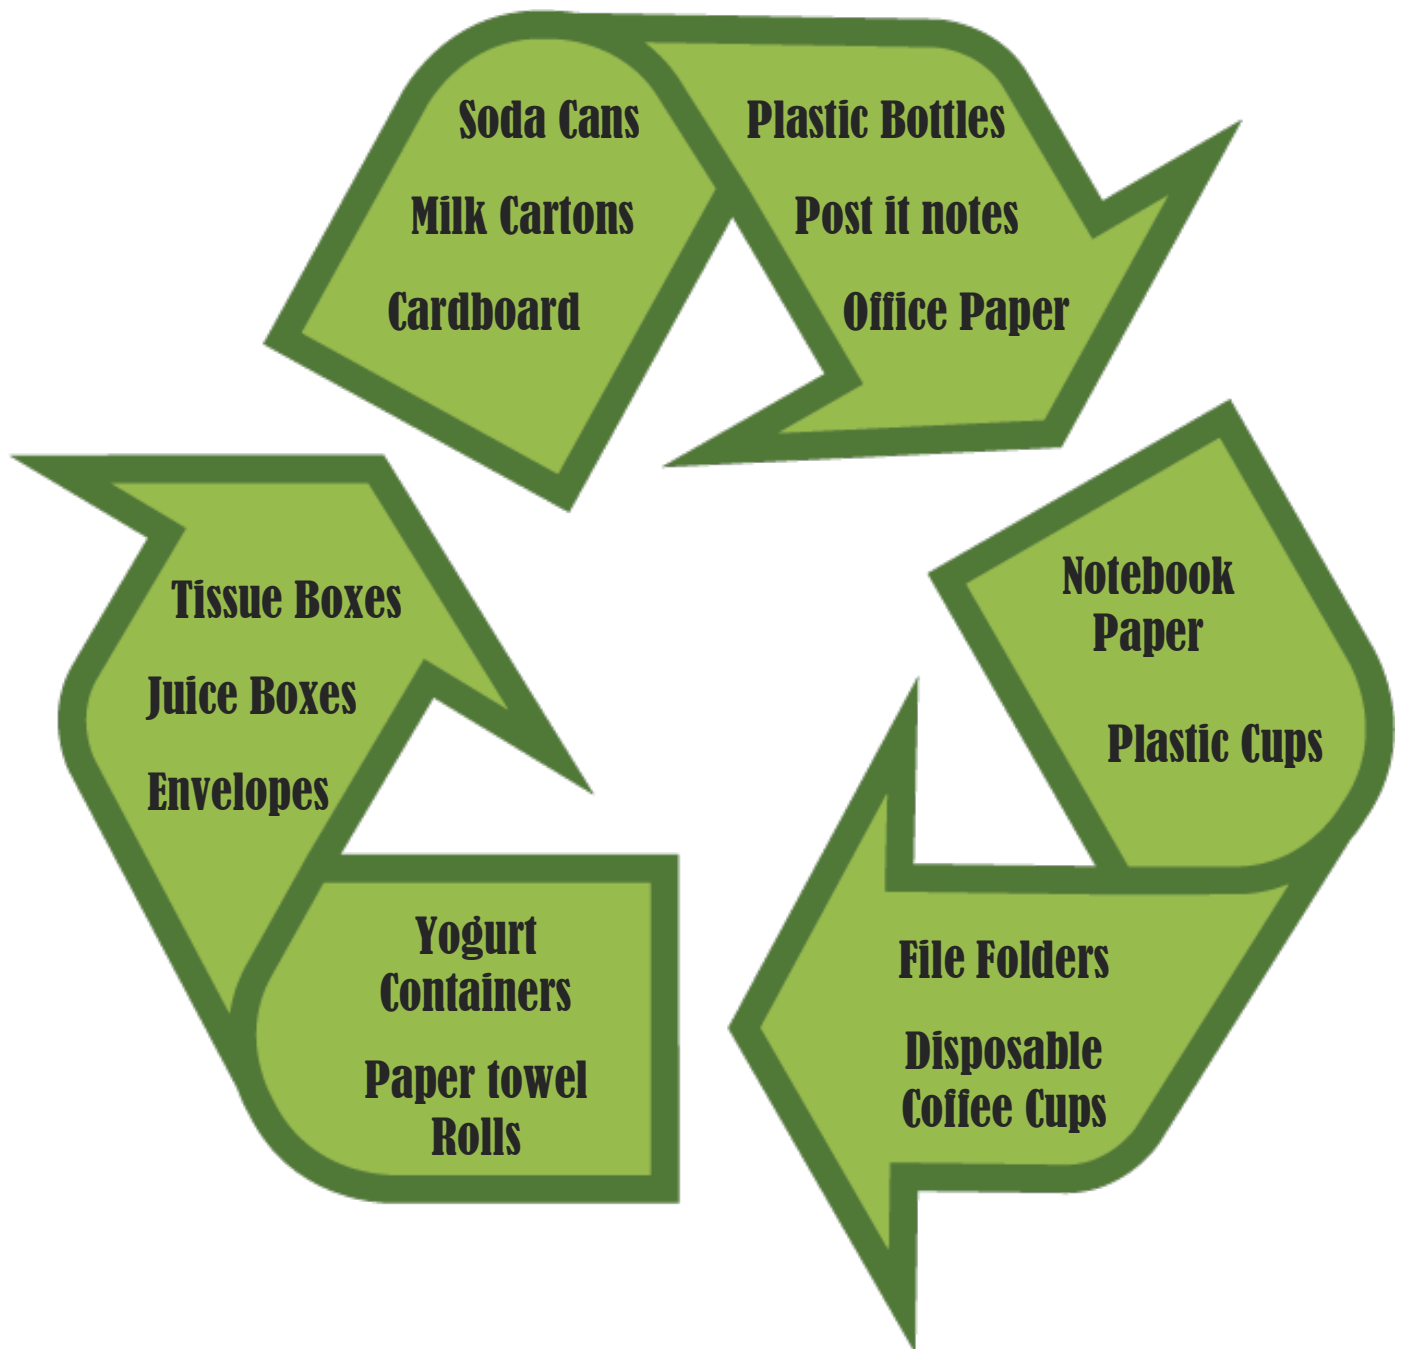 Soda Cans
Milk Cartons
Cardboard
Plastic Bottles
Post it notes
Office Paper
Notebook
Paper
Plastic Cups
File Folders
Disposable
Coffee Cups
Yogurt
Containers
Paper towel
Rolls
Tissue Boxes
Juice Boxes
Envelopes